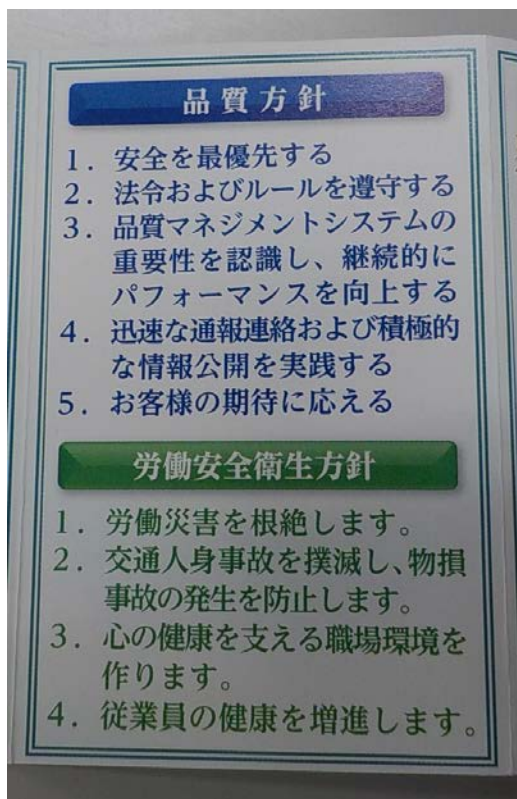 品質方針
1．安全を最優先する
2．法令およびルールを遵守する
3．品質マネジメントシステムの
重要性を認識し、継続的に
パフォーマンスを向上する
4．迅速な通報連絡および積極的
な情報公開を実践する
5．お客様の期待に応える
労働安全衛生方針
1．労働災害を根絶します。
2．交通人身事故を撲滅し、物損
事故の発生を防止します。
3．心の健康を支える職場環境を
作ります。
4．従業員の健康を増進します。